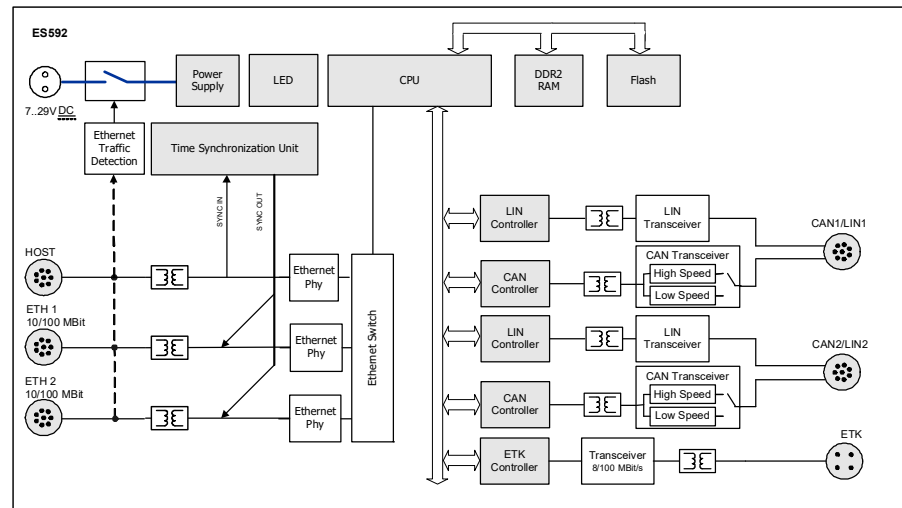 ES592
Power
Supply
LED
CPU
DDR2
RAM
Flash
7..29V DC
Ethernet
Traffic
Detection
Time Synchronization Unit
SYNC IN
SYNC OUT
HOST
ETH 1
10/100 MBit
ETH 2
10/100 MBit
Ethernet
Phy
Ethernet
Phy
Ethernet
Phy
Ethernet Switch
LIN
Controller
LIN
Transceiver
CAN1/LIN1
CAN
Controller
CAN Transceiver
High Speed
Low Speed
LIN
Controller
LIN
Transceiver
CAN2/LIN2
CAN
Controller
CAN Transceiver
High Speed
Low Speed
ETK
Controller
Transceiver
8/100 MBit/s
ETK